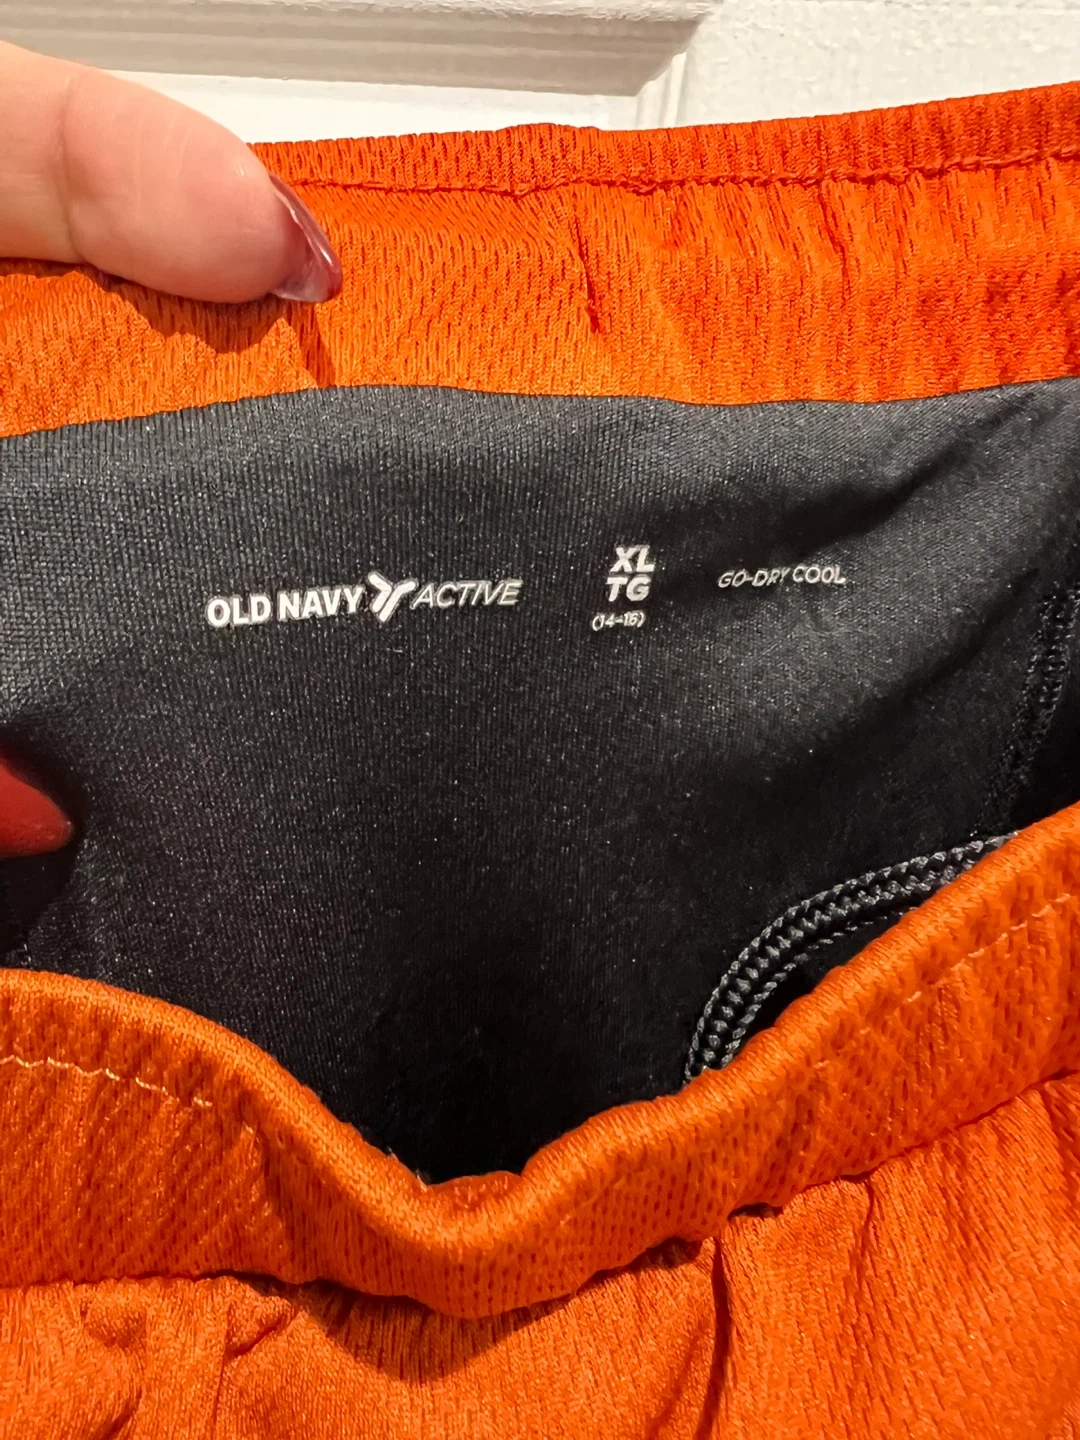 OLD NAVY ACTIVE
XL
TG
(14-16)
GO-DRY COOL